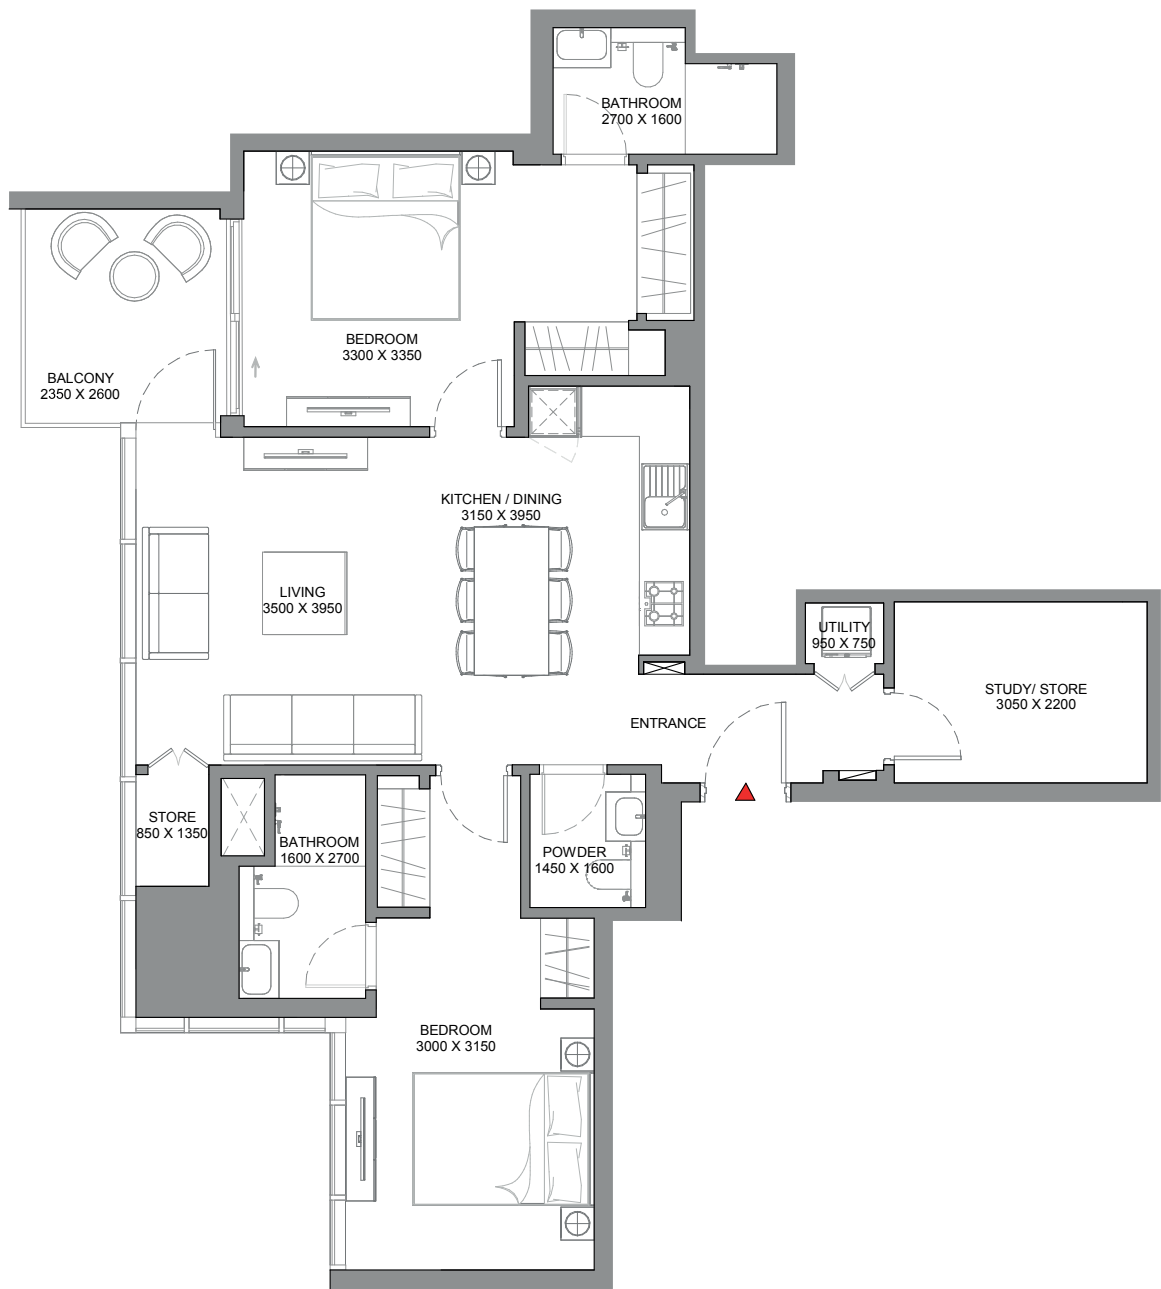 BATHROOM
2700 X 1600
BEDROOM
3300 X 3350
BALCONY
2350 X 2600
KITCHEN / DINING
3150 X 3950
LIVING
3500 X 3950
UTILITY
950 X 750
STUDY/ STORE
3050 X 2200
ENTRANCE
STORE
850 X 1350
BATHROOM
1600 X 2700
POWDER
1450 X 1600
BEDROOM
3000 X 3150